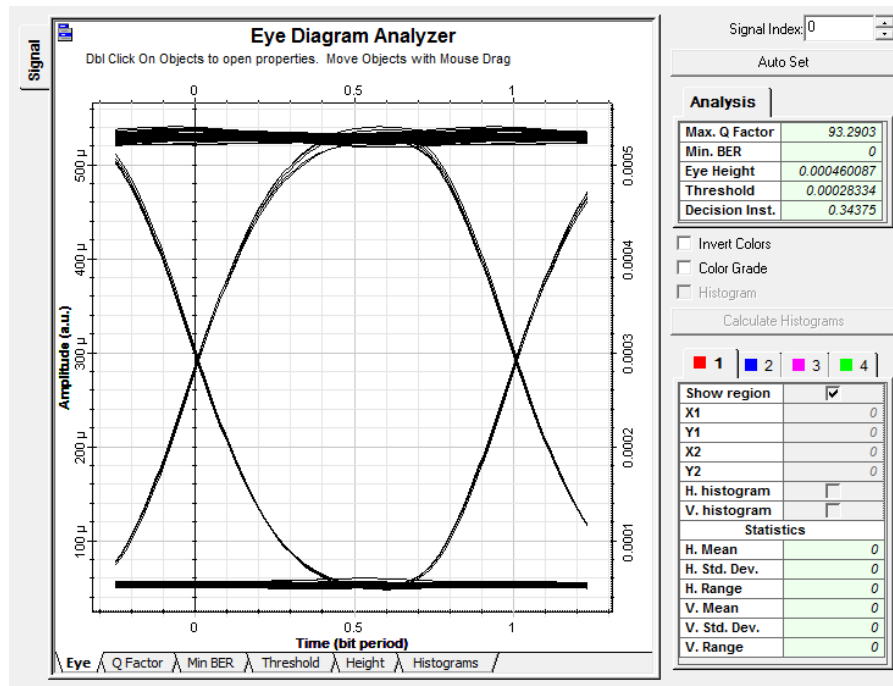 Signal
Eye Diagram Analyzer
Dbl Click On Objects to open properties. Move Objects with Mouse Drag
0 0.5 1
500 µ
400 µ
300 µ
200 µ
100 µ
Amplitude (a.u.)
0.0005
0.0004
0.0003
0.0002
0.0001
0 0.5 1
Time (bit period)
Eye Q Factor Min BER Threshold Height Histograms
Signal Index: 0
Auto Set
Analysis
Max. Q Factor 93.2903
Min. BER 0
Eye Height 0.000460087
Threshold 0.00028334
Decision Inst. 0.34375
Invert Colors
Color Grade
Histogram
Calculate Histograms
1 2 3 4
Show region
X1 0
Y1 0
X2 0
Y2 0
H. histogram
V. histogram
Statistics
H. Mean 0
H. Std. Dev. 0
H. Range 0
V. Mean 0
V. Std. Dev. 0
V. Range 0